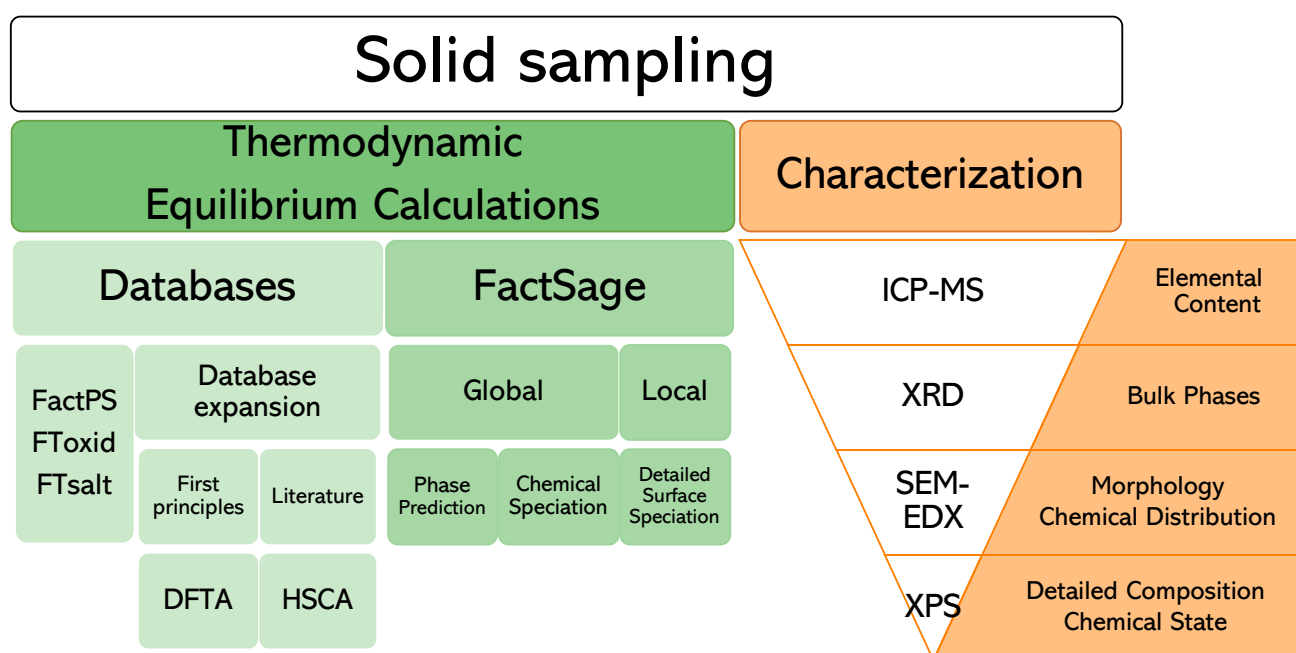 Solid sampling
Thermodynamic
Equilibrium Calculations
Characterization
Databases
FactSage
FactPS
FToxid
FTsalt
Database
expansion
First
principles
Literature
DFTA
HSCA
Global
Local
Phase
Prediction
Chemical
Speciation
Detailed
Surface
Speciation
ICP-MS
Elemental
Content
XRD
Bulk Phases
SEM-
EDX
Morphology
Chemical Distribution
XPS
Detailed Composition
Chemical State